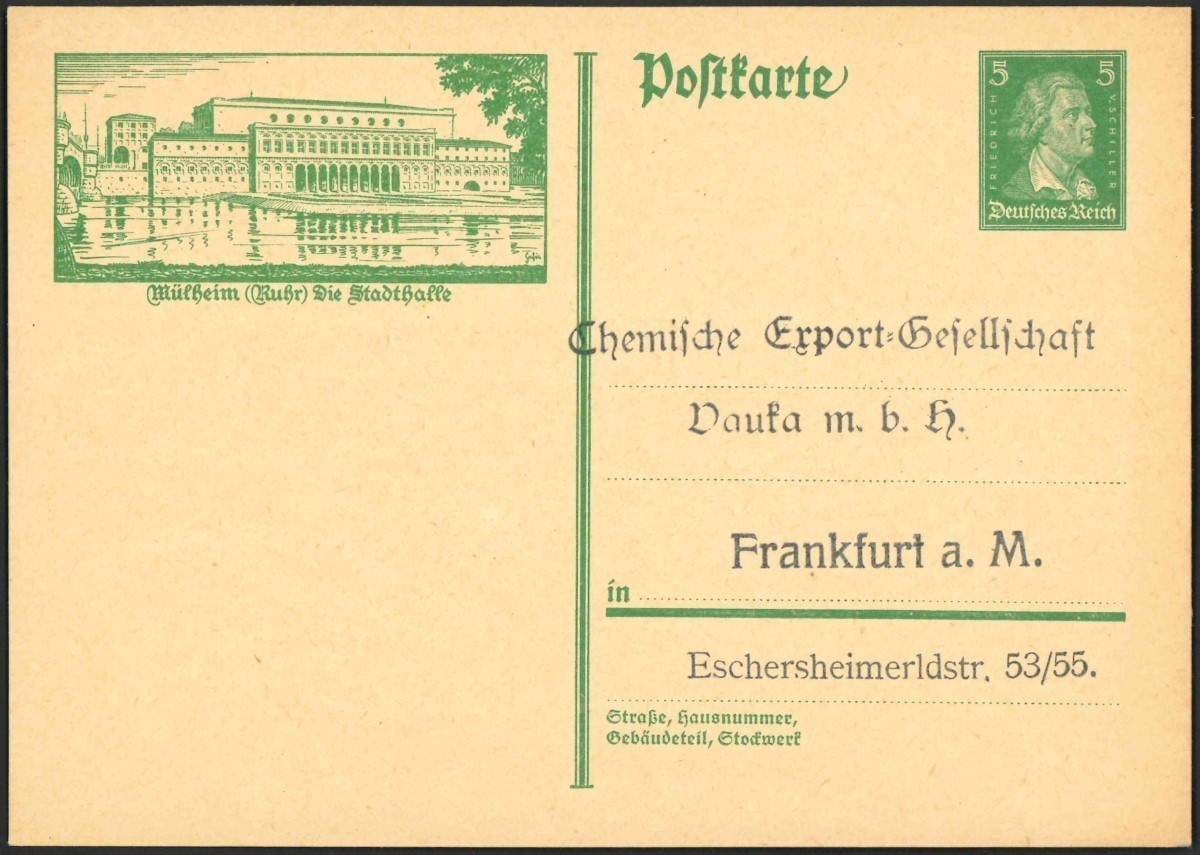 Postkarte
5 5
FRIEDRICH V. SCHILLER
Deutsches Reich
Mülheim (Ruhr) Die Stadthalle
Chemische Export-Gesellschaft
Vauka m. b. H.
Frankfurt a. M.
in
Eschersheimerldstr. 53/55.
Straße, Hausnummer,
Gebäudeteil, Stockwerk